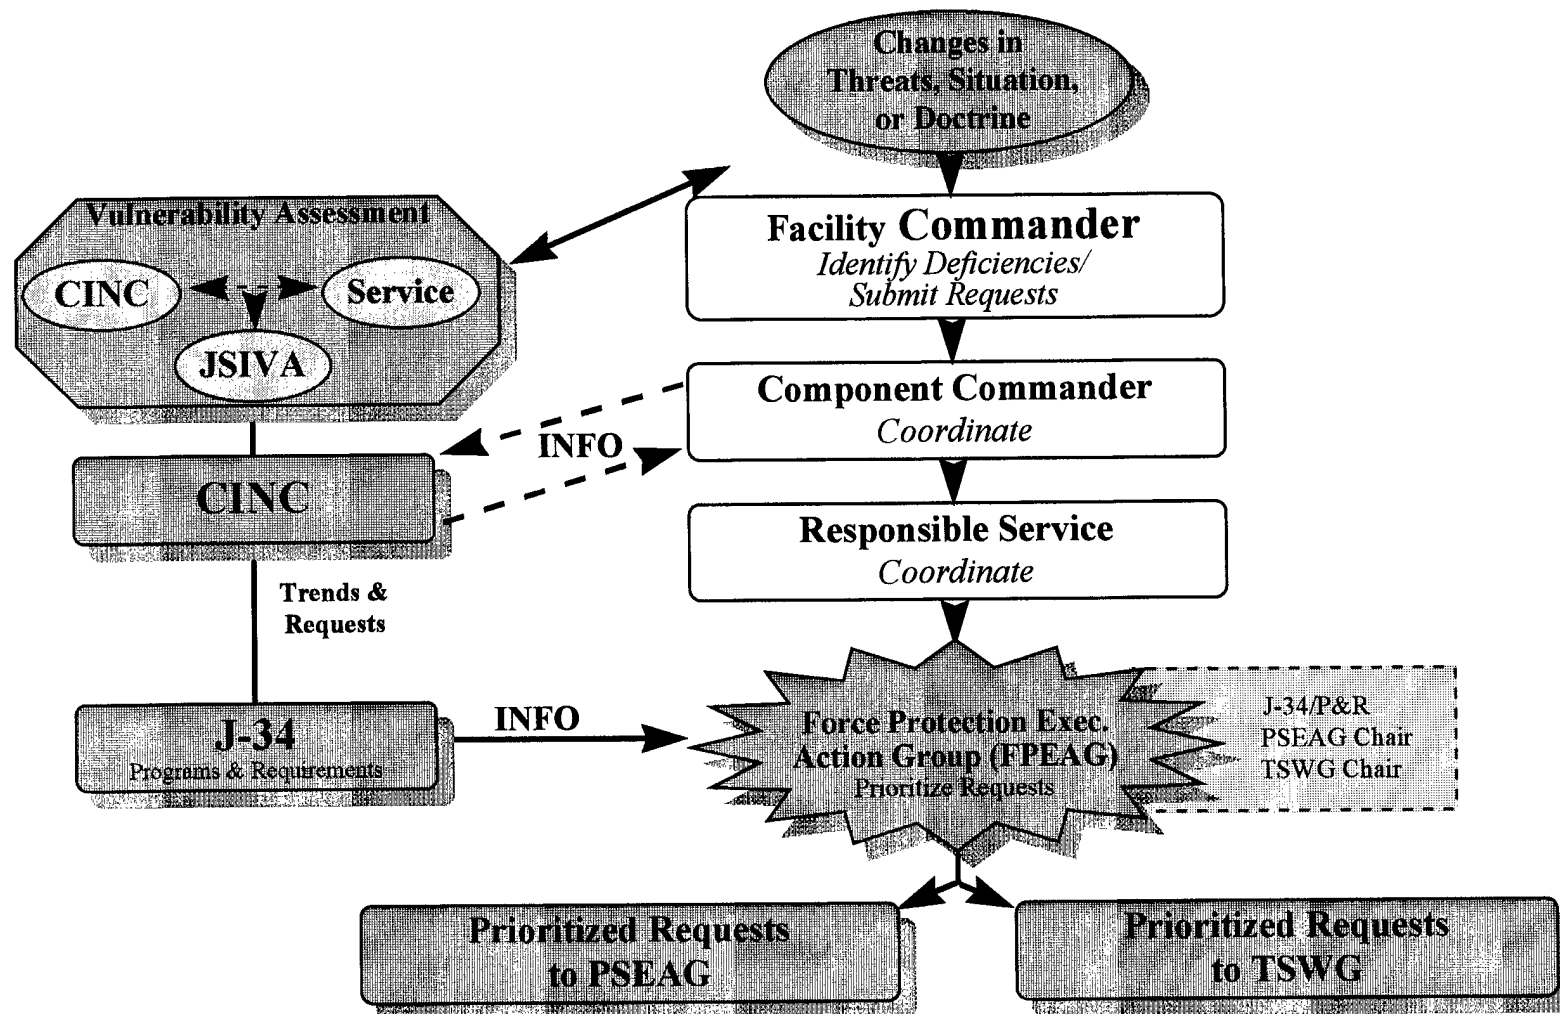 Changes in
Threats, Situation,
or Doctrine
Vulnerability Assessment
CINC
Service
JSIVA
Facility Commander
Identify Deficiencies/
Submit Requests
Component Commander
Coordinate
INFO
CINC
Responsible Service
Coordinate
Trends &
Requests
J-34
Programs & Requirements
INFO
Force Protection Exec.
Action Group (FPEAG)
Prioritize Requests
J-34/P&R
PSEAG Chair
TSWG Chair
Prioritized Requests
to PSEAG
Prioritized Requests
to TSWG